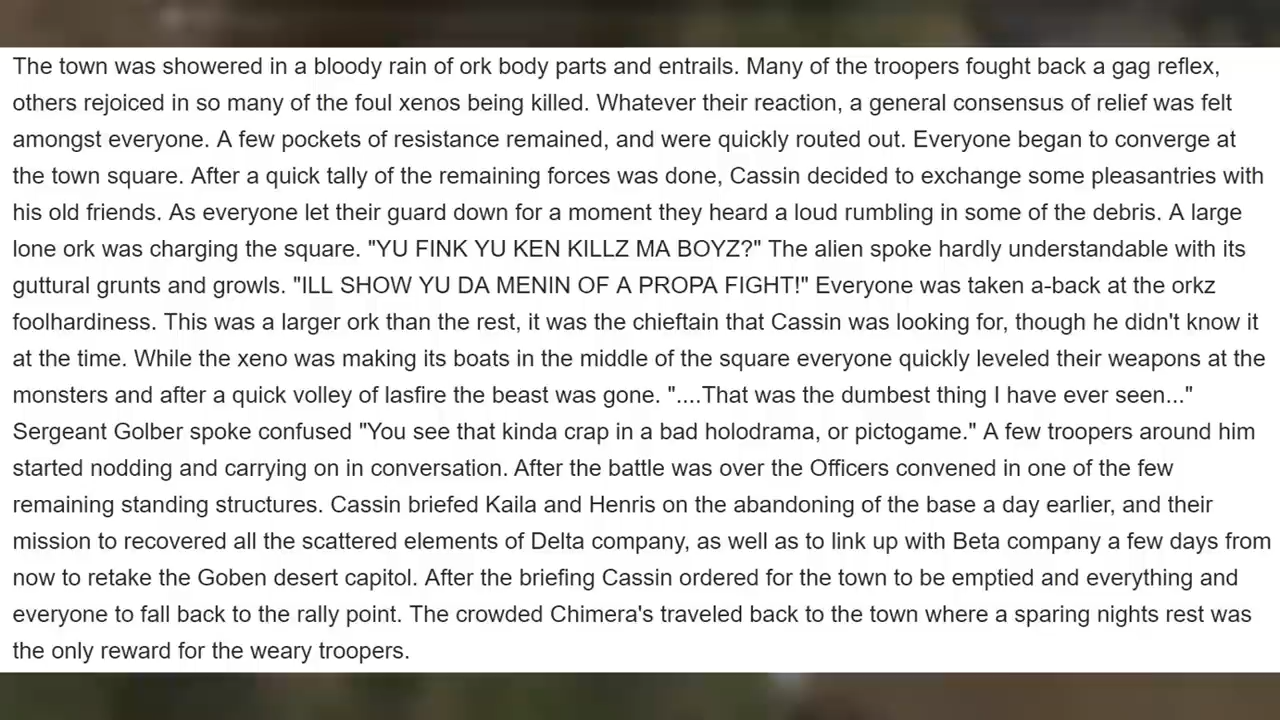 The town was showered in a bloody rain of ork body parts and entrails. Many of the troopers fought back a gag reflex,
others rejoiced in so many of the foul xenos being killed. Whatever their reaction, a general consensus of relief was felt
amongst everyone. A few pockets of resistance remained, and were quickly routed out. Everyone began to converge at
the town square. After a quick tally of the remaining forces was done, Cassin decided to exchange some pleasantries with
his old friends. As everyone let their guard down for a moment they heard a loud rumbling in some of the debris. A large
lone ork was charging the square. "YU FINK YU KEN KILLZ MA BOYZ?" The alien spoke hardly understandable with its
guttural grunts and growls. "ILL SHOW YU DA MENIN OF A PROPA FIGHT!" Everyone was taken a-back at the orkz
foolhardiness. This was a larger ork than the rest, it was the chieftain that Cassin was looking for, though he didn't know it
at the time. While the xeno was making its boats in the middle of the square everyone quickly leveled their weapons at the
monsters and after a quick volley of lasfire the beast was gone. "....That was the dumbest thing I have ever seen..."
Sergeant Golber spoke confused "You see that kinda crap in a bad holodrama, or pictogame." A few troopers around him
started nodding and carrying on in conversation. After the battle was over the Officers convened in one of the few
remaining standing structures. Cassin briefed Kaila and Henris on the abandoning of the base a day earlier, and their
mission to recovered all the scattered elements of Delta company, as well as to link up with Beta company a few days from
now to retake the Goben desert capitol. After the briefing Cassin ordered for the town to be emptied and everything and
everyone to fall back to the rally point. The crowded Chimera's traveled back to the town where a sparing nights rest was
the only reward for the weary troopers.